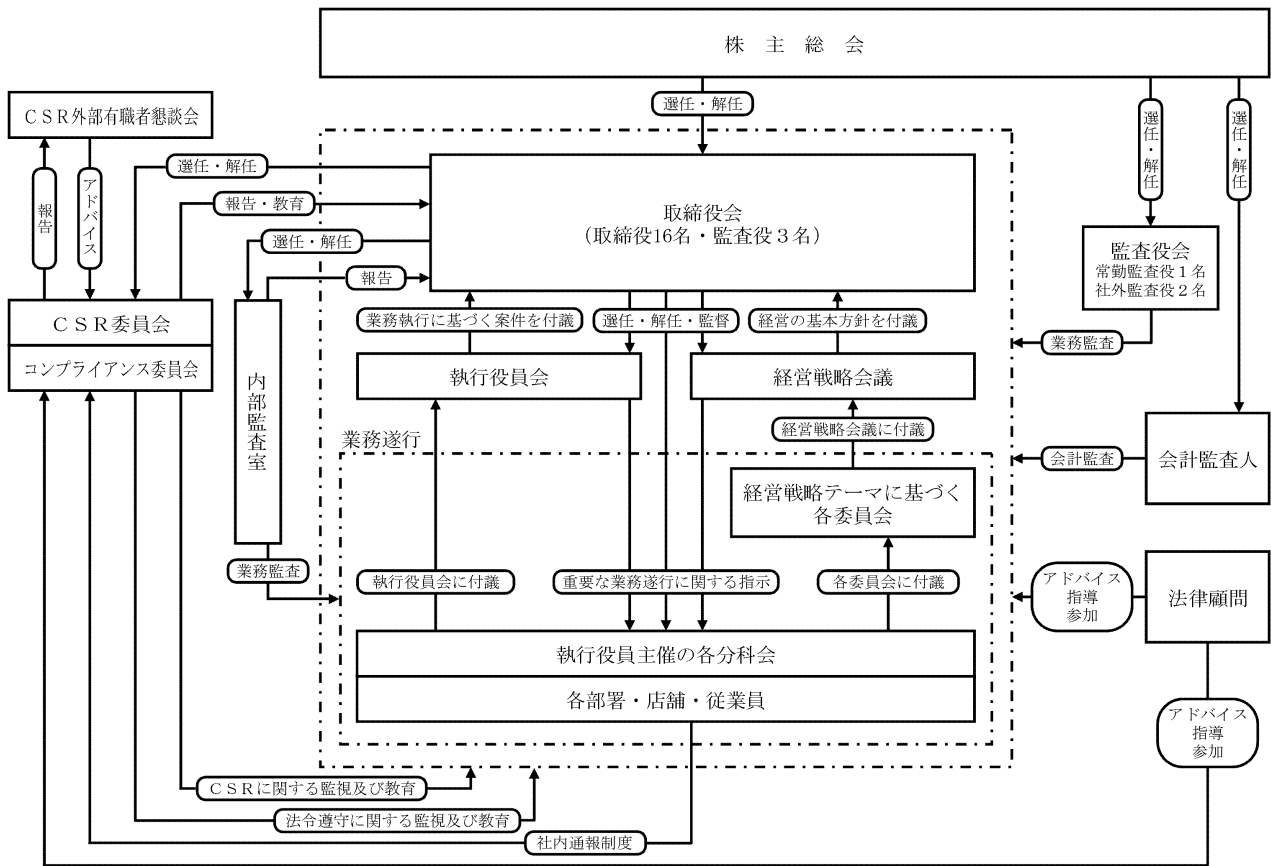 株主総会
選任・解任
選任・解任
選任・解任
CSR外部有職者懇談会
報告
アドバイス
選任・解任
報告・教育
選任・解任
報告
取締役会
（取締役16名・監査役３名）
監査役会
常勤監査役１名
社外監査役２名
CSR委員会
コンプライアンス委員会
業務執行に基づく案件を付議
選任・解任・監督
経営の基本方針を付議
業務監査
内部監査室
執行役員会
経営戦略会議
経営戦略会議に付議
業務遂行
会計監査
会計監査人
経営戦略テーマに基づく
各委員会
業務監査
執行役員会に付議
重要な業務遂行に関する指示
各委員会に付議
アドバイス
指導
参加
法律顧問
執行役員主催の各分科会
各部署・店舗・従業員
アドバイス
指導
参加
CSRに関する監視及び教育
法令遵守に関する監視及び教育
社内通報制度